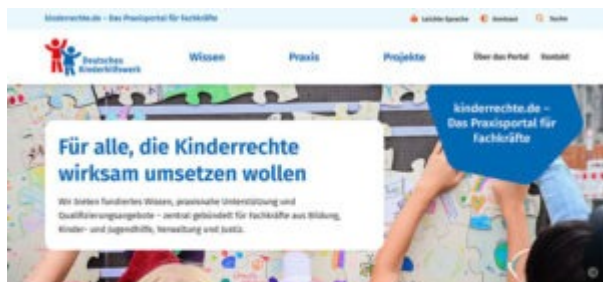 kinderrechte.de – Das Praxisportal für Fachkräfte
Leichte Sprache Kontrast Suche
Deutsches
Kinderhilfswerk
Wissen Praxis Projekte Über das Portal Kontakt
kinderrechte.de –
Das Praxisportal für
Fachkräfte
Für alle, die Kinderrechte
wirksam umsetzen wollen
Wir bieten fundiertes Wissen, praxisnahe Unterstützung und
Qualifizierungsangebote – zentral gebündelt für Fachkräfte aus Bildung,
Kinder- und Jugendhilfe, Verwaltung und Justiz.